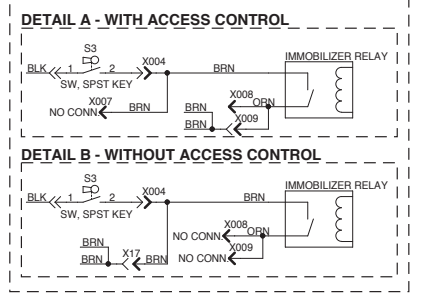 DETAIL A - WITH ACCESS CONTROL
S3
IMMOBILIZER RELAY
BLK 1 2 X004 BRN
SW, SPST KEY
X007
NO CONN. BRN
X008
BRN ORN
X009
BRN
DETAIL B - WITHOUT ACCESS CONTROL
S3
IMMOBILIZER RELAY
BLK 1 2 X004 BRN
SW, SPST KEY
X008
NO CONN. ORN
BRN X009
BRN X17 BRN NO CONN.